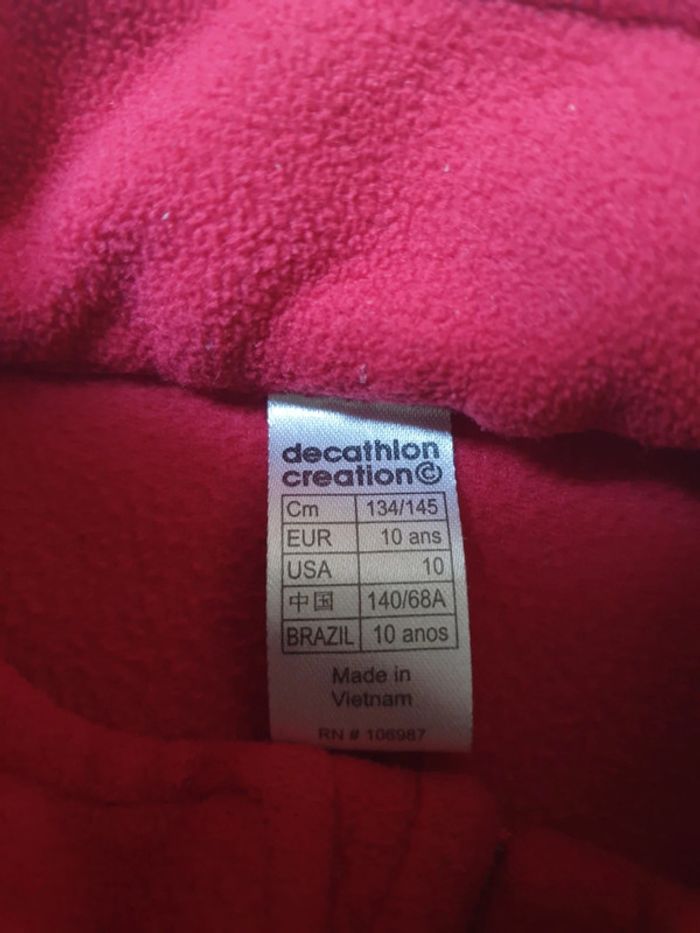 decathlon
creation©
Cm 134/145
EUR 10 ans
USA 10
中国 140/68A
BRAZIL 10 anos
Made in
Vietnam
RN # 106987